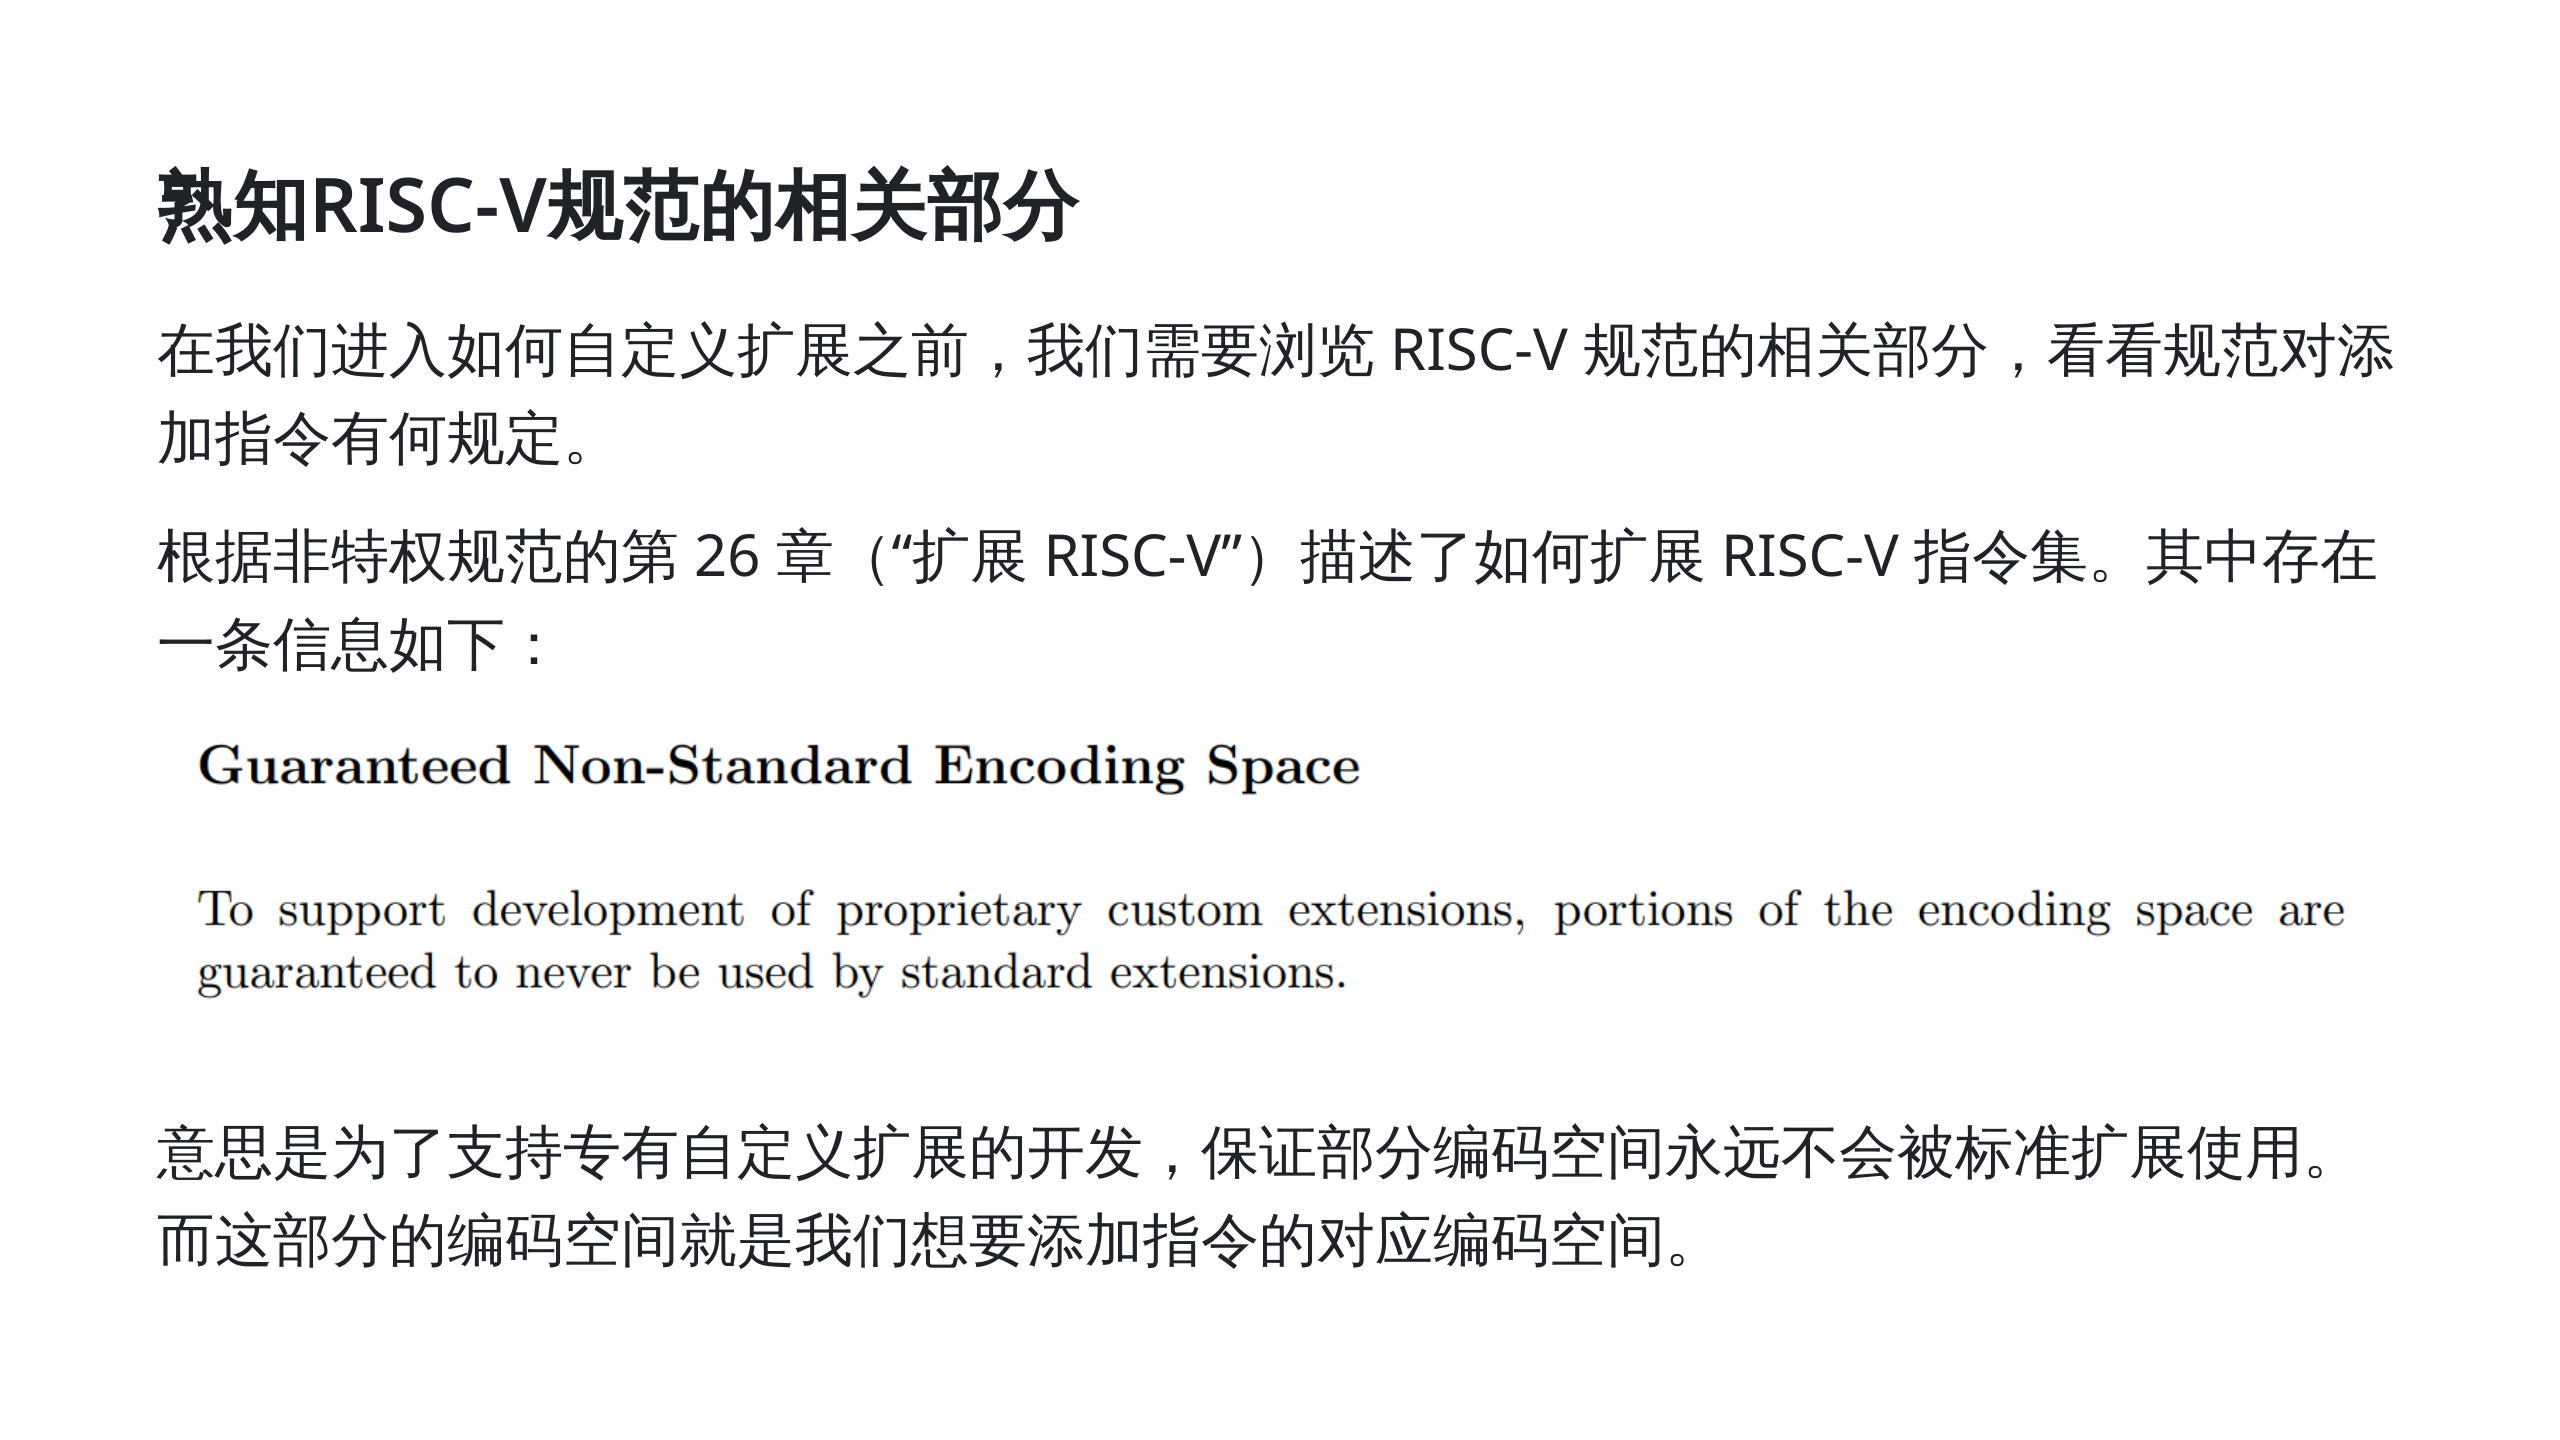 熟知RISC-V规范的相关部分
在我们进入如何自定义扩展之前，我们需要浏览 RISC-V 规范的相关部分，看看规范对添
加指令有何规定。
根据非特权规范的第 26 章（“扩展 RISC-V”）描述了如何扩展 RISC-V 指令集。其中存在
一条信息如下：
Guaranteed Non-Standard Encoding Space
To support development of proprietary custom extensions, portions of the encoding space are
guaranteed to never be used by standard extensions.
意思是为了支持专有自定义扩展的开发，保证部分编码空间永远不会被标准扩展使用。
而这部分的编码空间就是我们想要添加指令的对应编码空间。